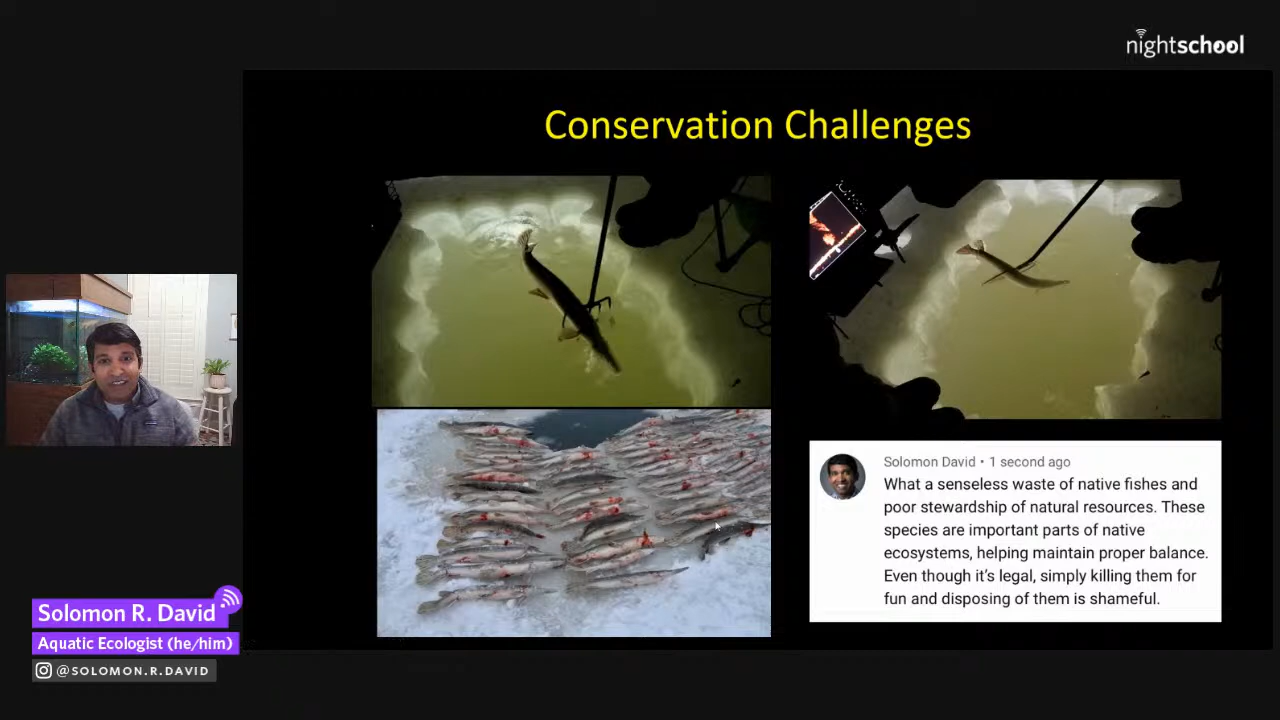 nightschool
Conservation Challenges
Solomon David • 1 second ago
What a senseless waste of native fishes and
poor stewardship of natural resources. These
species are important parts of native
ecosystems, helping maintain proper balance.
Even though it's legal, simply killing them for
fun and disposing of them is shameful.
Solomon R. David
Aquatic Ecologist (he/him)
@SOLOMON.R.DAVID